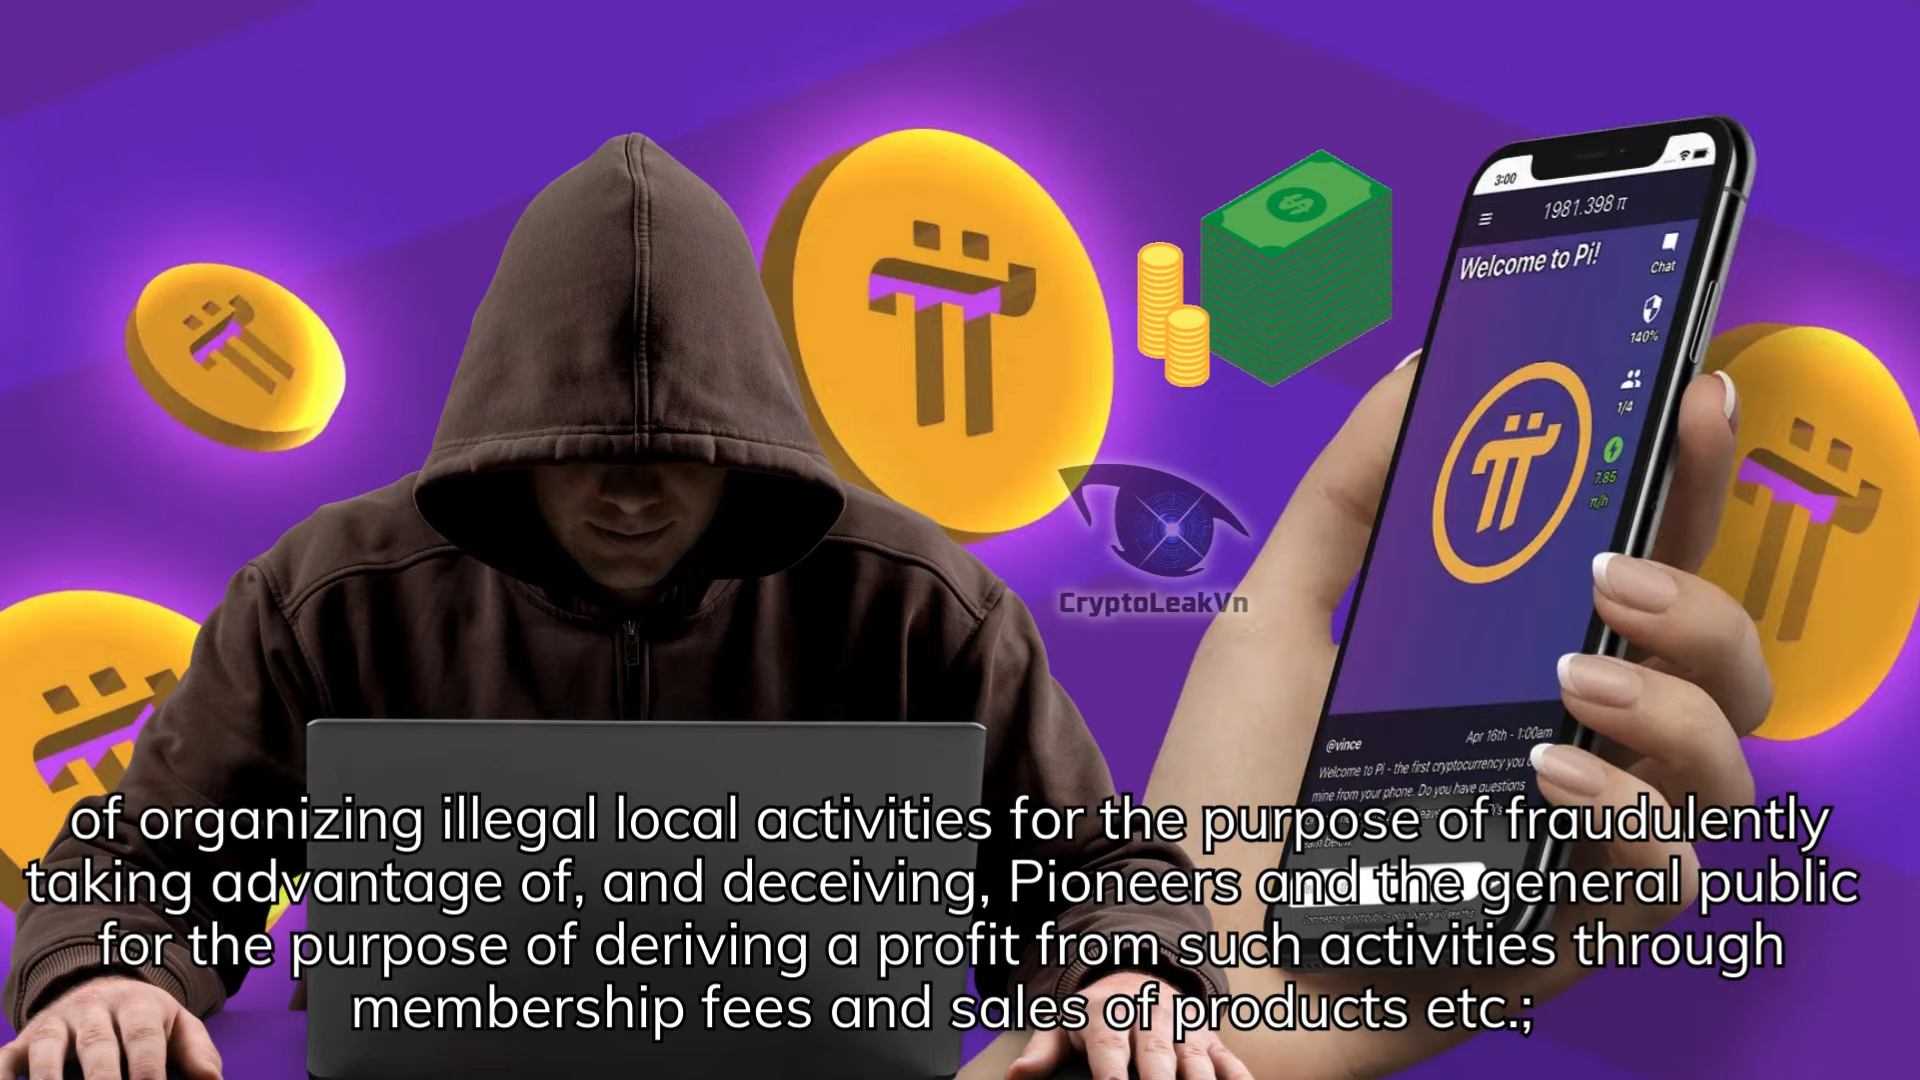 3:00
1981.398 π
Welcome to Pi!
Chat
140%
1/4
7.85
π/h
CryptoLeakVn
@vince
Apr 16th - 1:00am
Welcome to Pi - the first cryptocurrency you
mine from your phone. Do you have questions
of organizing illegal local activities for the purpose of fraudulently
taking advantage of, and deceiving, Pioneers and the general public
for the purpose of deriving a profit from such activities through
membership fees and sales of products etc.;